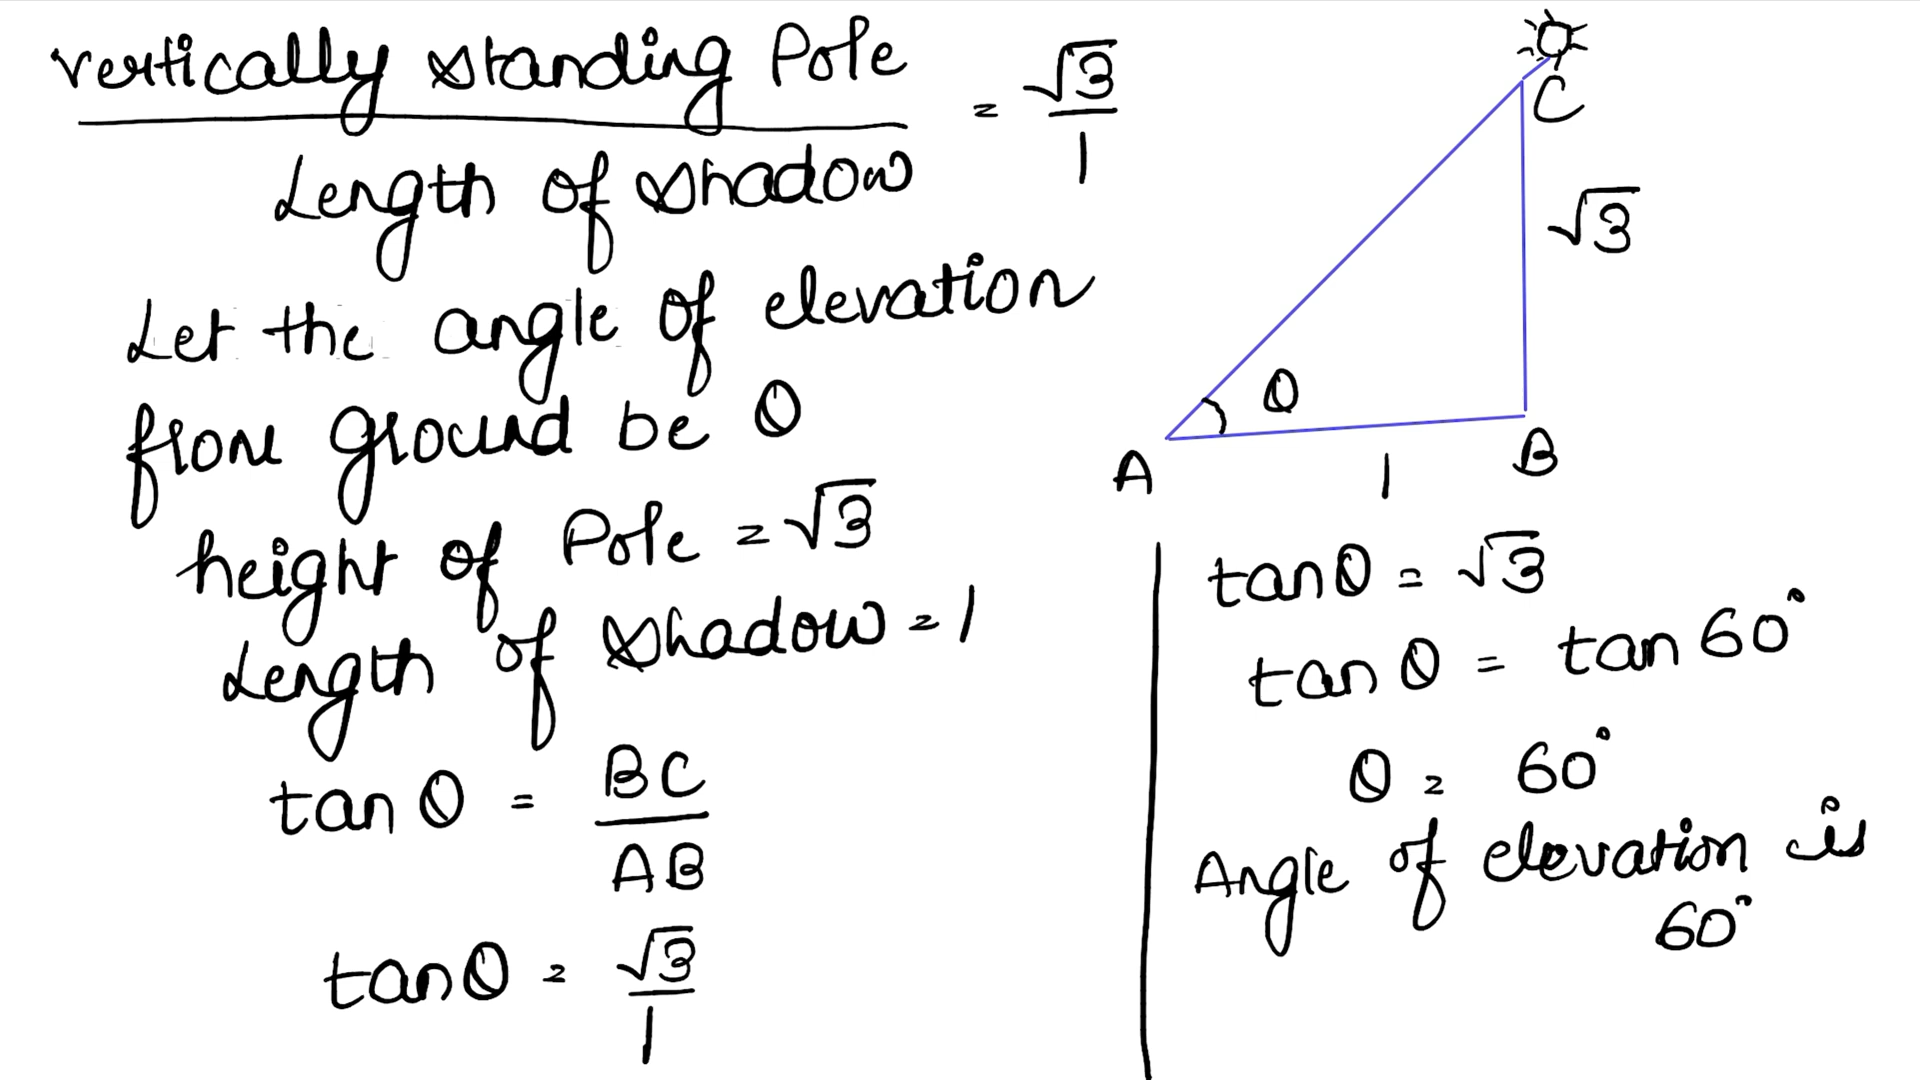 vertically standing Pole
Length of shadow
= √3
1
Let the angle of elevation
from ground be θ
height of Pole = √3
Length of shadow = 1
tan θ = BC
AB
tanθ = √3
1
C
√3
θ
A
1
B
tanθ = √3
tan θ = tan 60°
θ = 60°
Angle of elevation is
60°